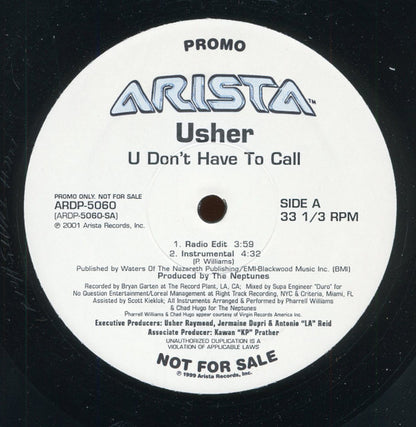 PROMO
ARISTA™
Usher
U Don't Have To Call
PROMO ONLY. NOT FOR SALE
ARDP-5060
(ARDP-5060-SA)
℗ 2001 Arista Records, Inc.
SIDE A
33 1/3 RPM
1. Radio Edit 3:59
2. Instrumental 4:32
(P. Williams)
Published by Waters Of The Nazareth Publishing/EMI-Blackwood Music Inc. (BMI)
Produced by The Neptunes
Recorded by Bryan Garten at The Record Plant, LA, CA; Mixed by Supa Engineer "Duro" for
No Question Entertainment/Loreal Management at Right Track Recording, NYC & Criteria, Miami, FL
Assisted by Scott Kieklak; All Instruments Arranged & Performed by Pharrell Williams
& Chad Hugo for The Neptunes
Pharrell Williams & Chad Hugo appear courtesy of Virgin Records America Inc.
Executive Producers: Usher Raymond, Jermaine Dupri & Antonio "LA" Reid
Associate Producer: Kawan "KP" Prather
UNAUTHORIZED DUPLICATION IS A
VIOLATION OF APPLICABLE LAWS
NOT FOR SALE
℗ 1999 Arista Records, Inc.